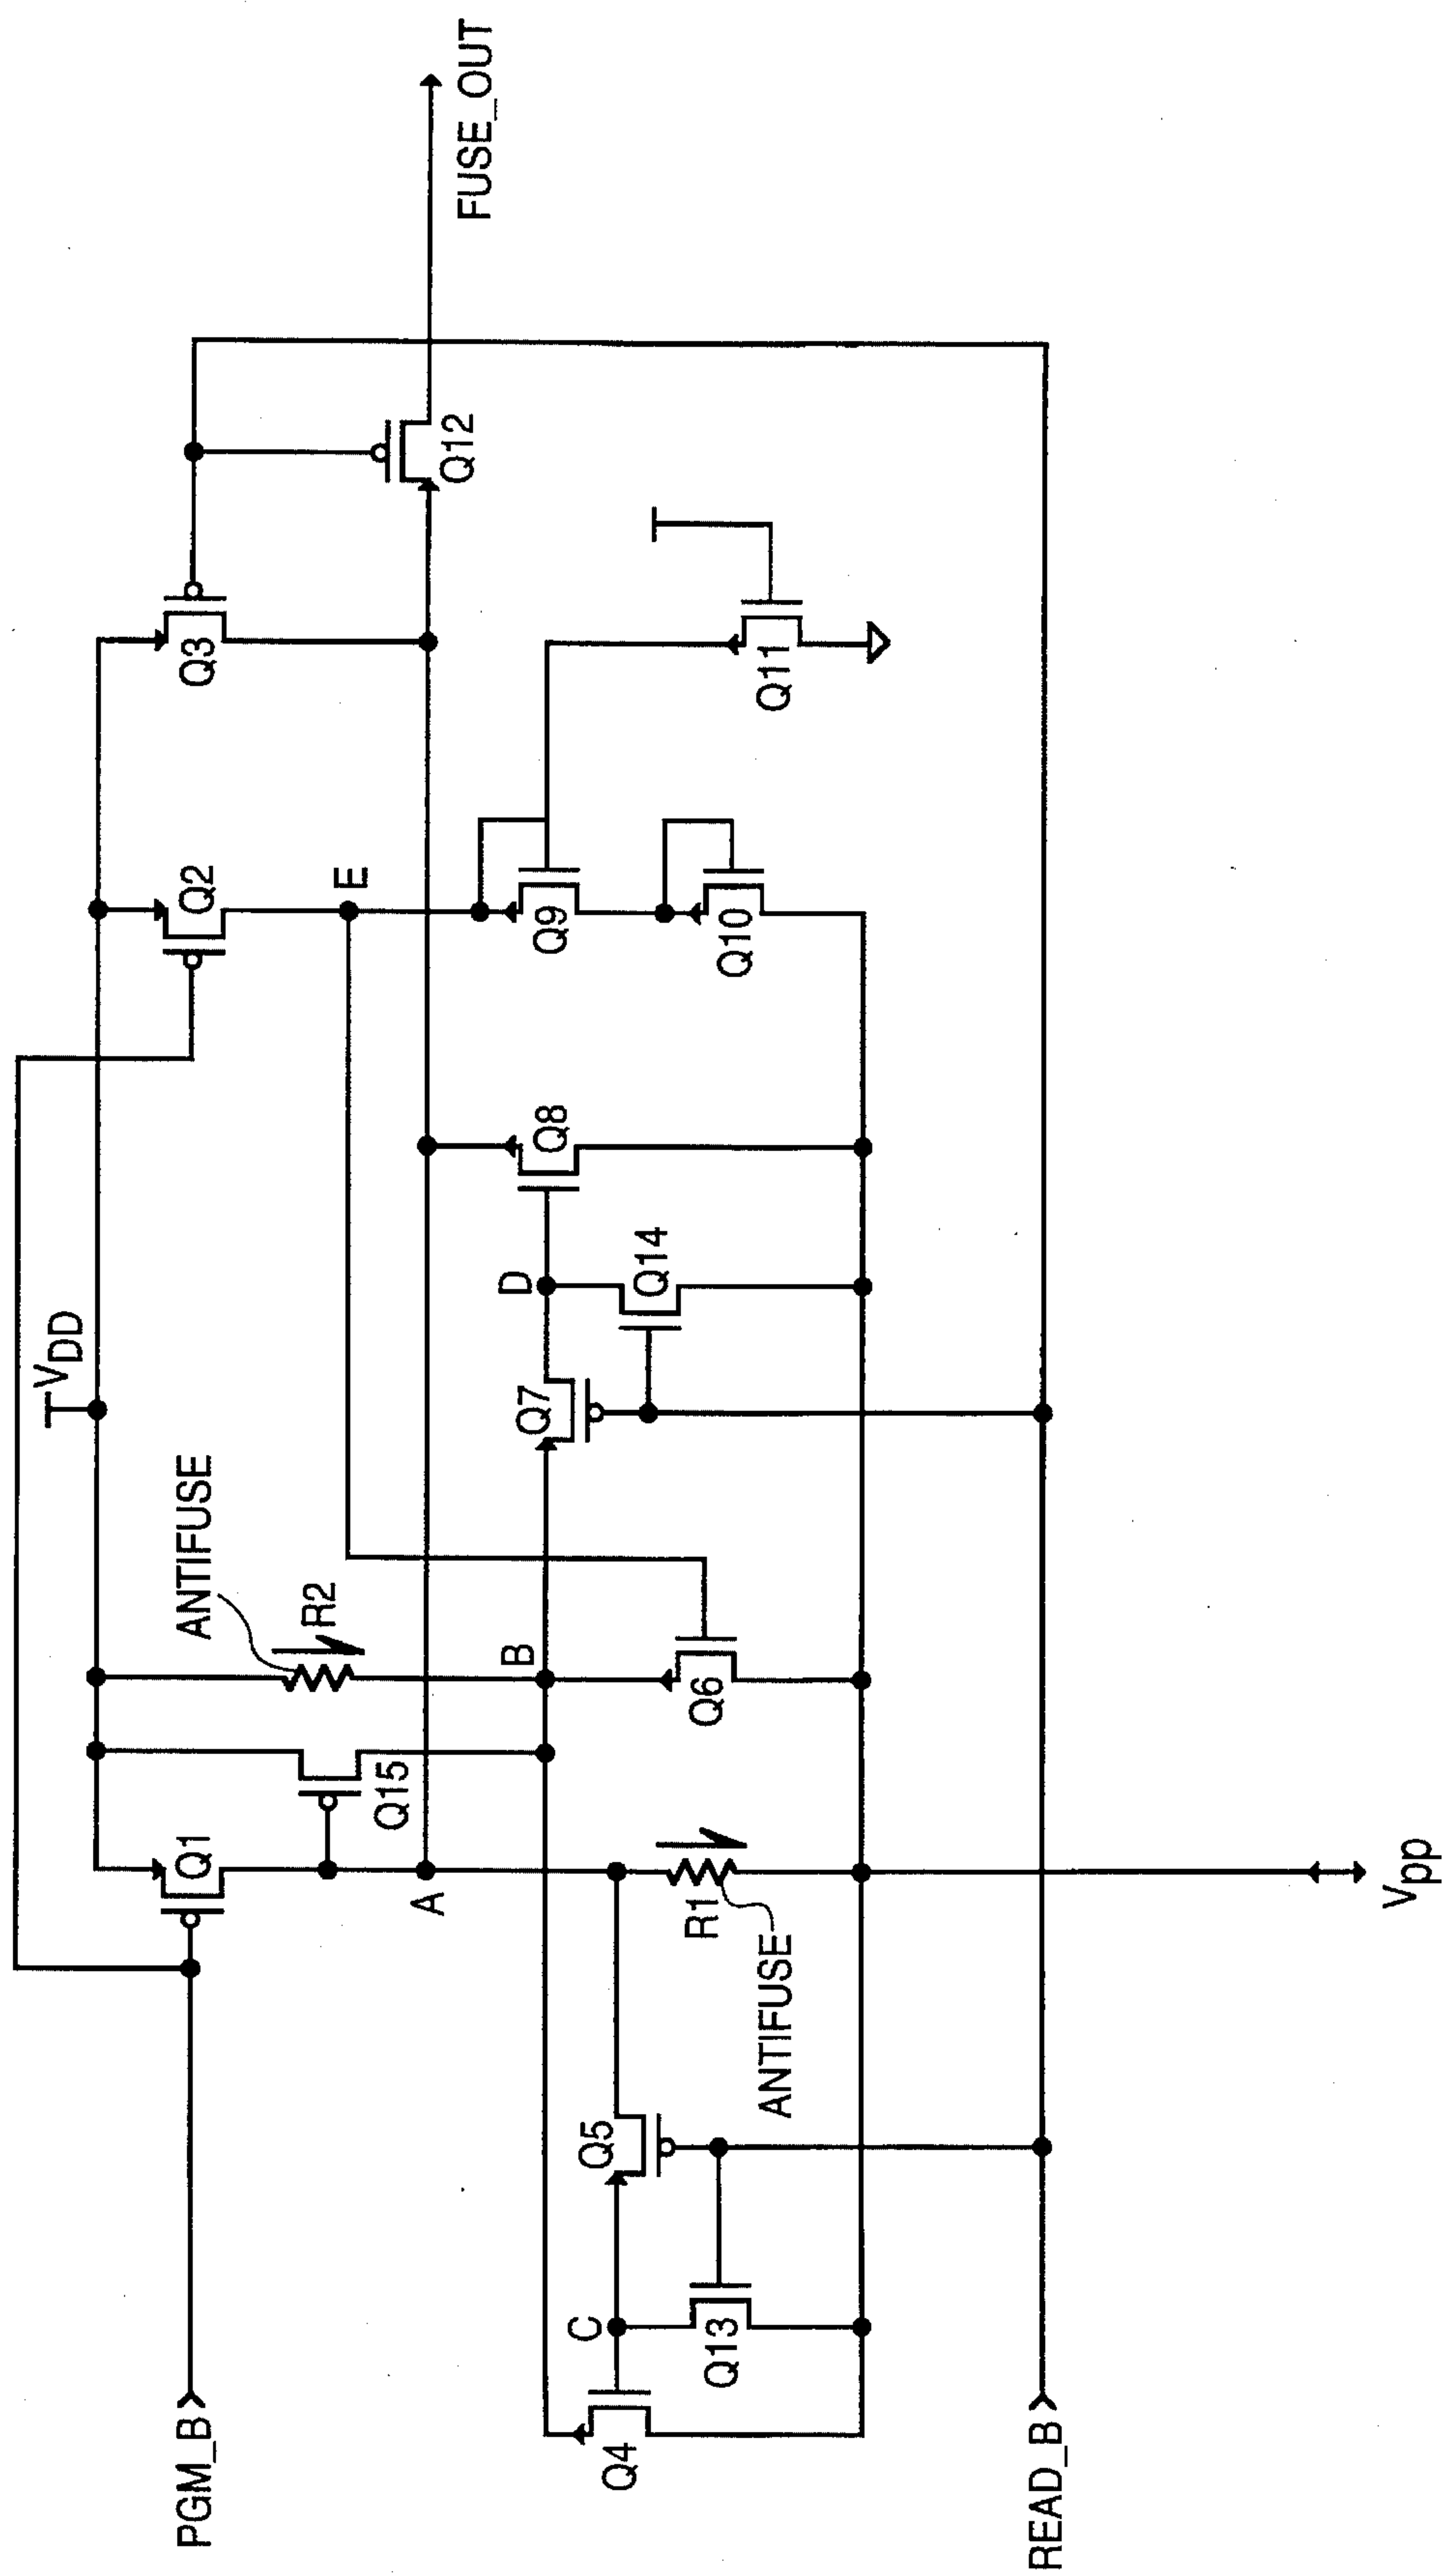 PGM_B
READ_B
Q1
Q15
ANTIFUSE
R2
VDD
Q2
Q3
E
A
B
Q12
FUSE_OUT
Q5
C
Q4
Q13
R1
ANTIFUSE
Q6
Q7
D
Q14
Q8
Q9
Q10
Q11
Vpp